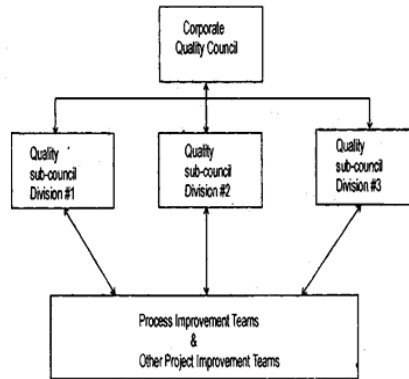 Corporate
Quality Council
Quality
sub-council
Division #1
Quality
sub-council
Division #2
Quality
sub-council
Division #3
Process Improvement Teams
&
Other Project Improvement Teams